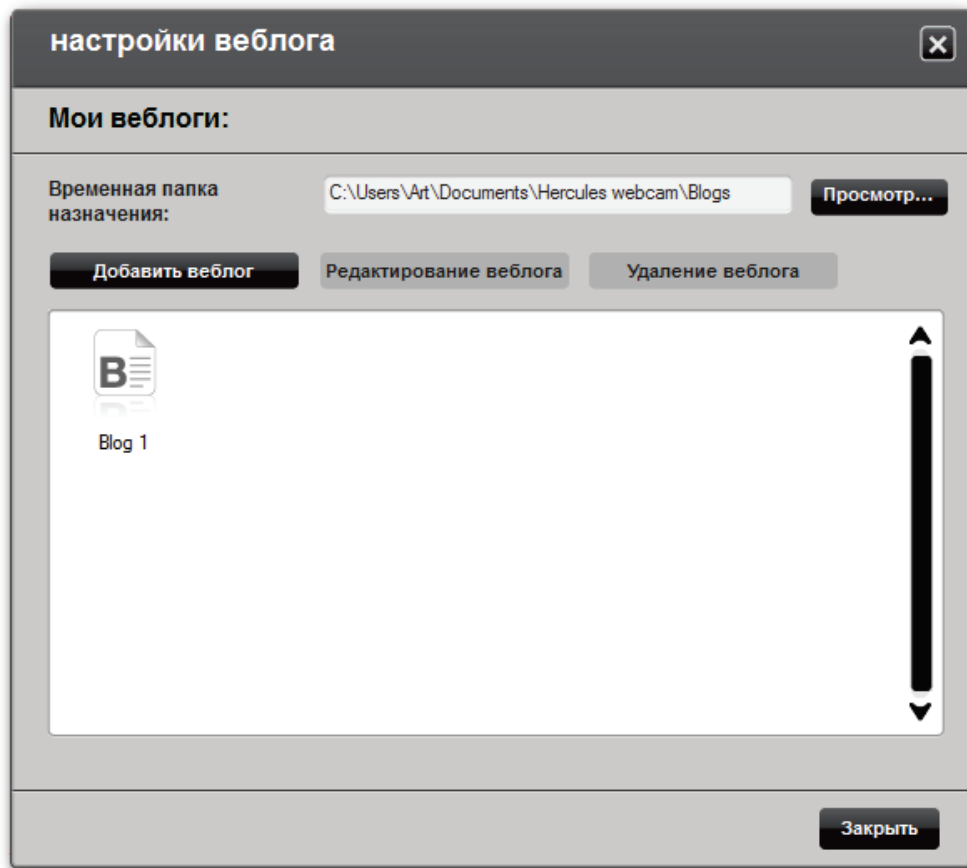 настройки веблога
Мои веблоги:
Временная папка
назначения:
C:\Users\Art\Documents\Hercules webcam\Blogs
Просмотр...
Добавить веблог
Редактирование веблога
Удаление веблога
B
Blog 1
Закрыть